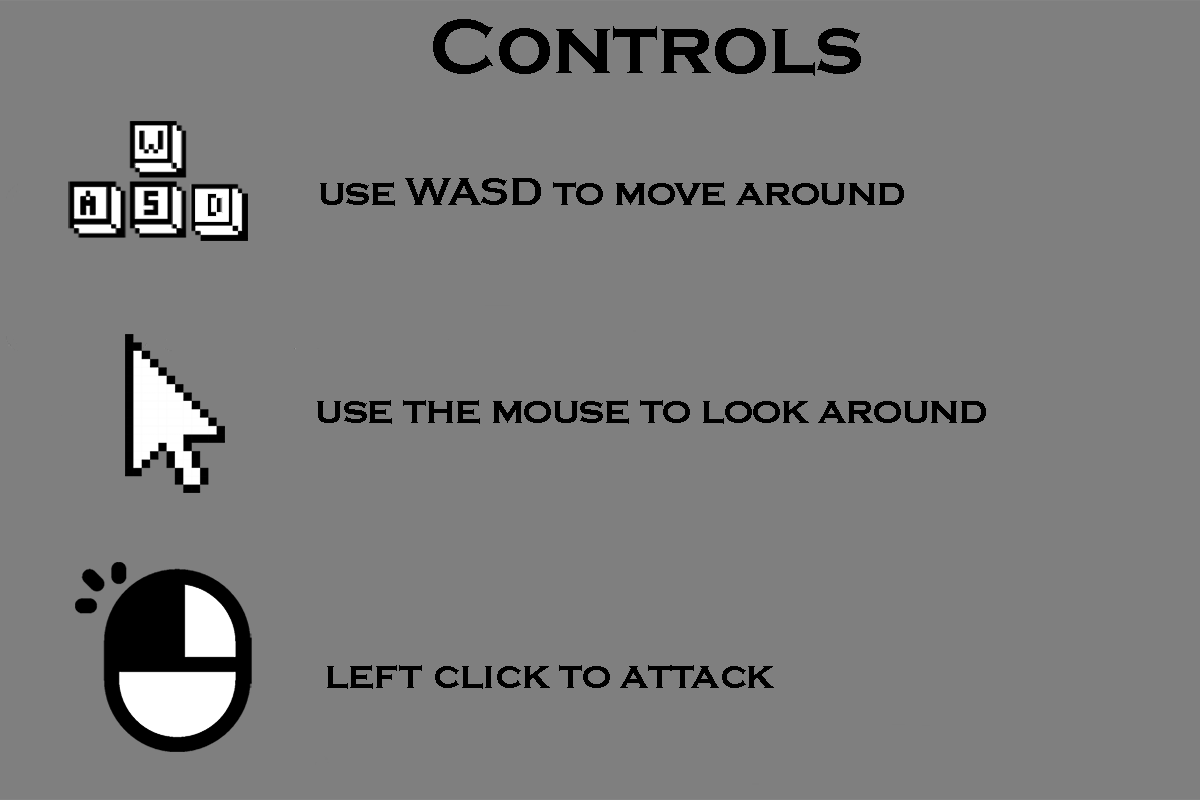 Controls
W
use WASD to move around
A S D
use the mouse to look around
left click to attack